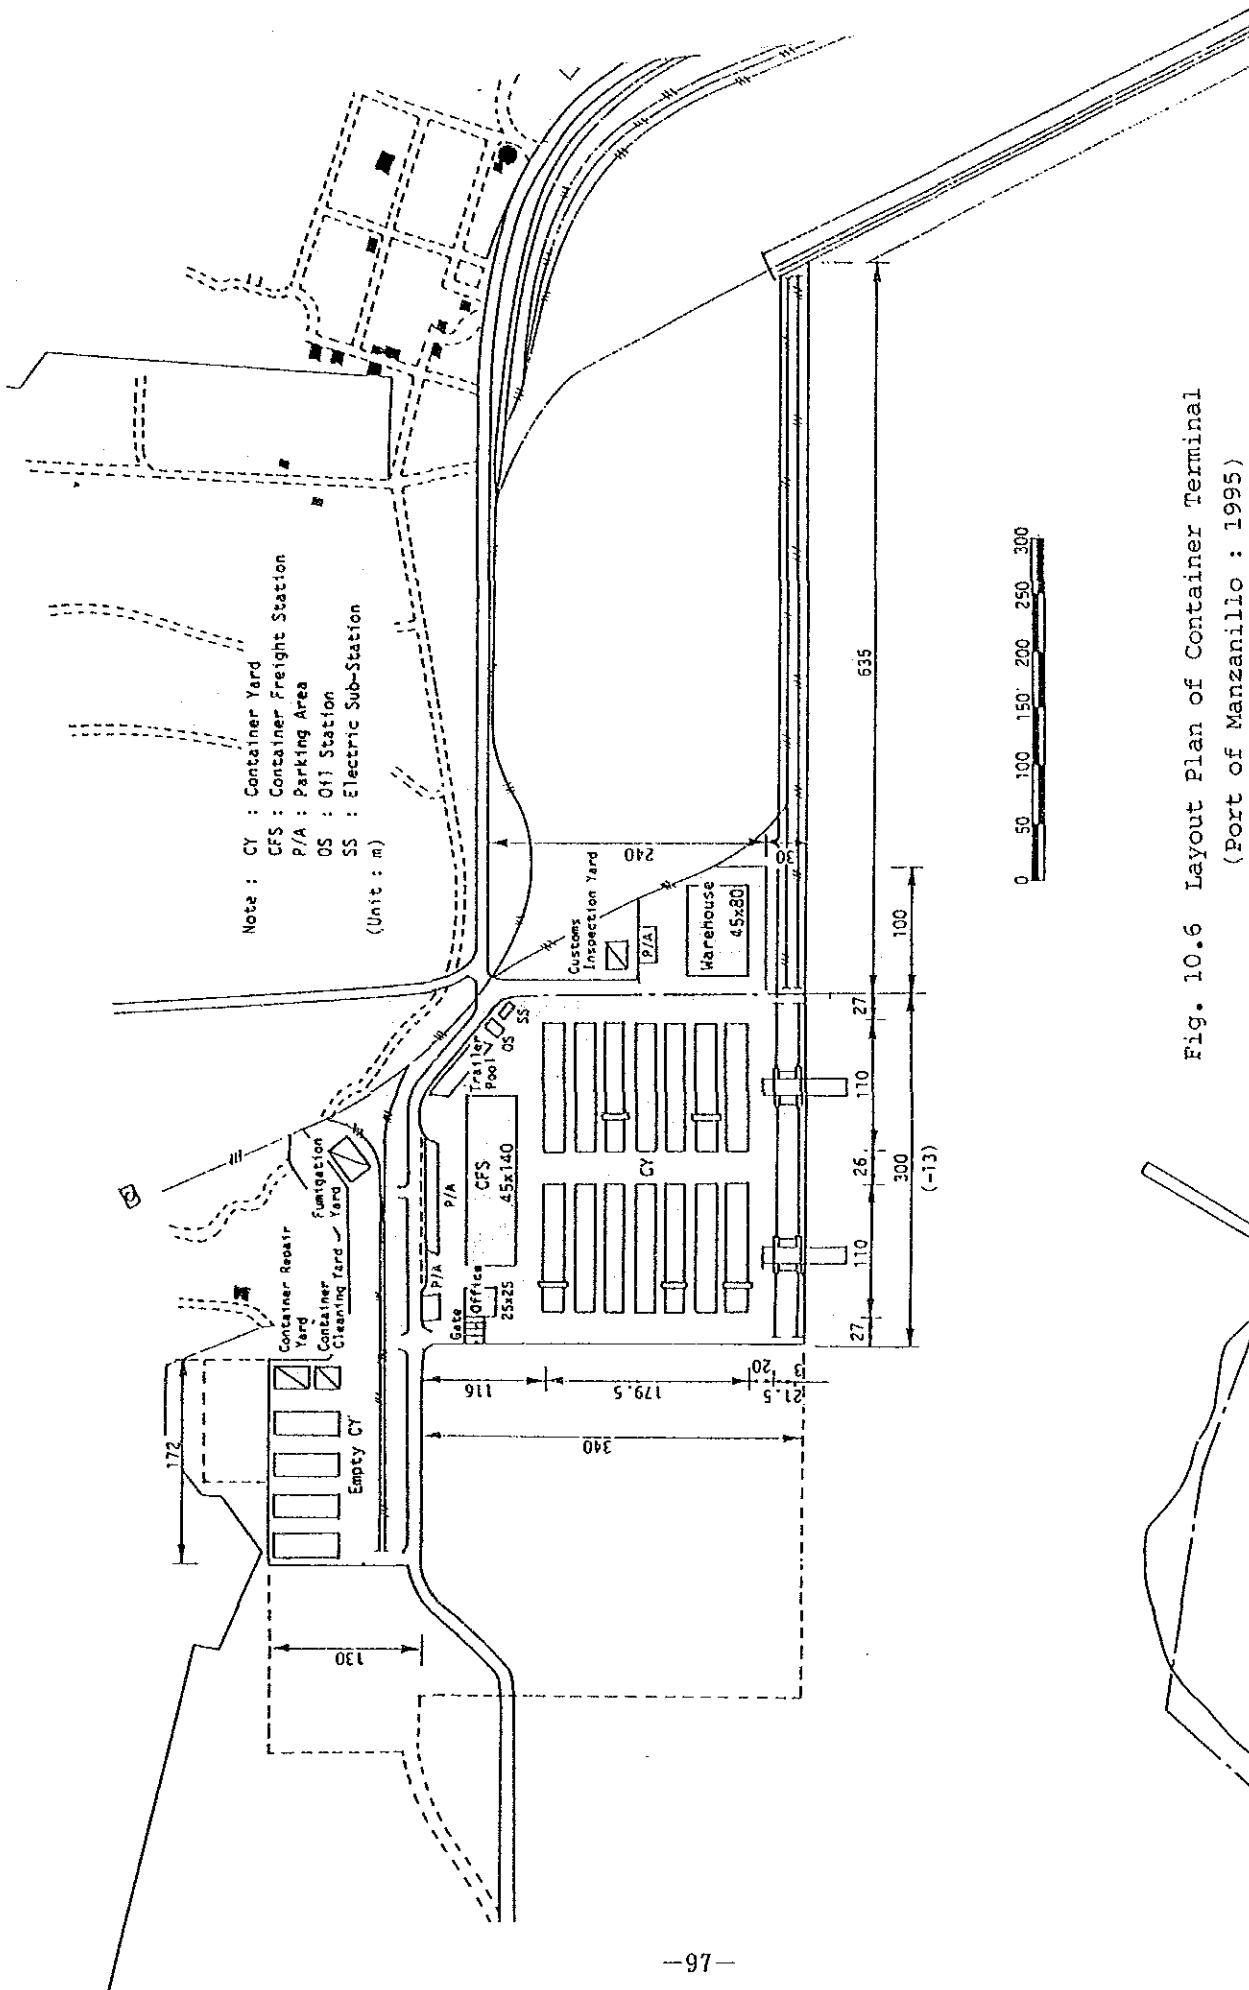 Note : CY : Container Yard
CFS : Container Freight Station
P/A : Parking Area
OS : Oil Station
SS : Electric Sub-Station
(Unit : m)
172
Container Repair
Yard
Container
Cleaning Yard
Fumigation
Yard
Empty CY
130
Gate
Office
25x25
P/A
P/A
CFS
45x140
Trailer
Pool
OS
SS
Customs
Inspection Yard
P/A
Warehouse
45x80
CY
240
30
116
179.5
20
21.5
3
340
27
110
26
110
27
100
635
300
(-13)
0 50 100 150 200 250 300
Fig. 10.6 Layout Plan of Container Terminal
(Port of Manzanillo : 1995)
—97—